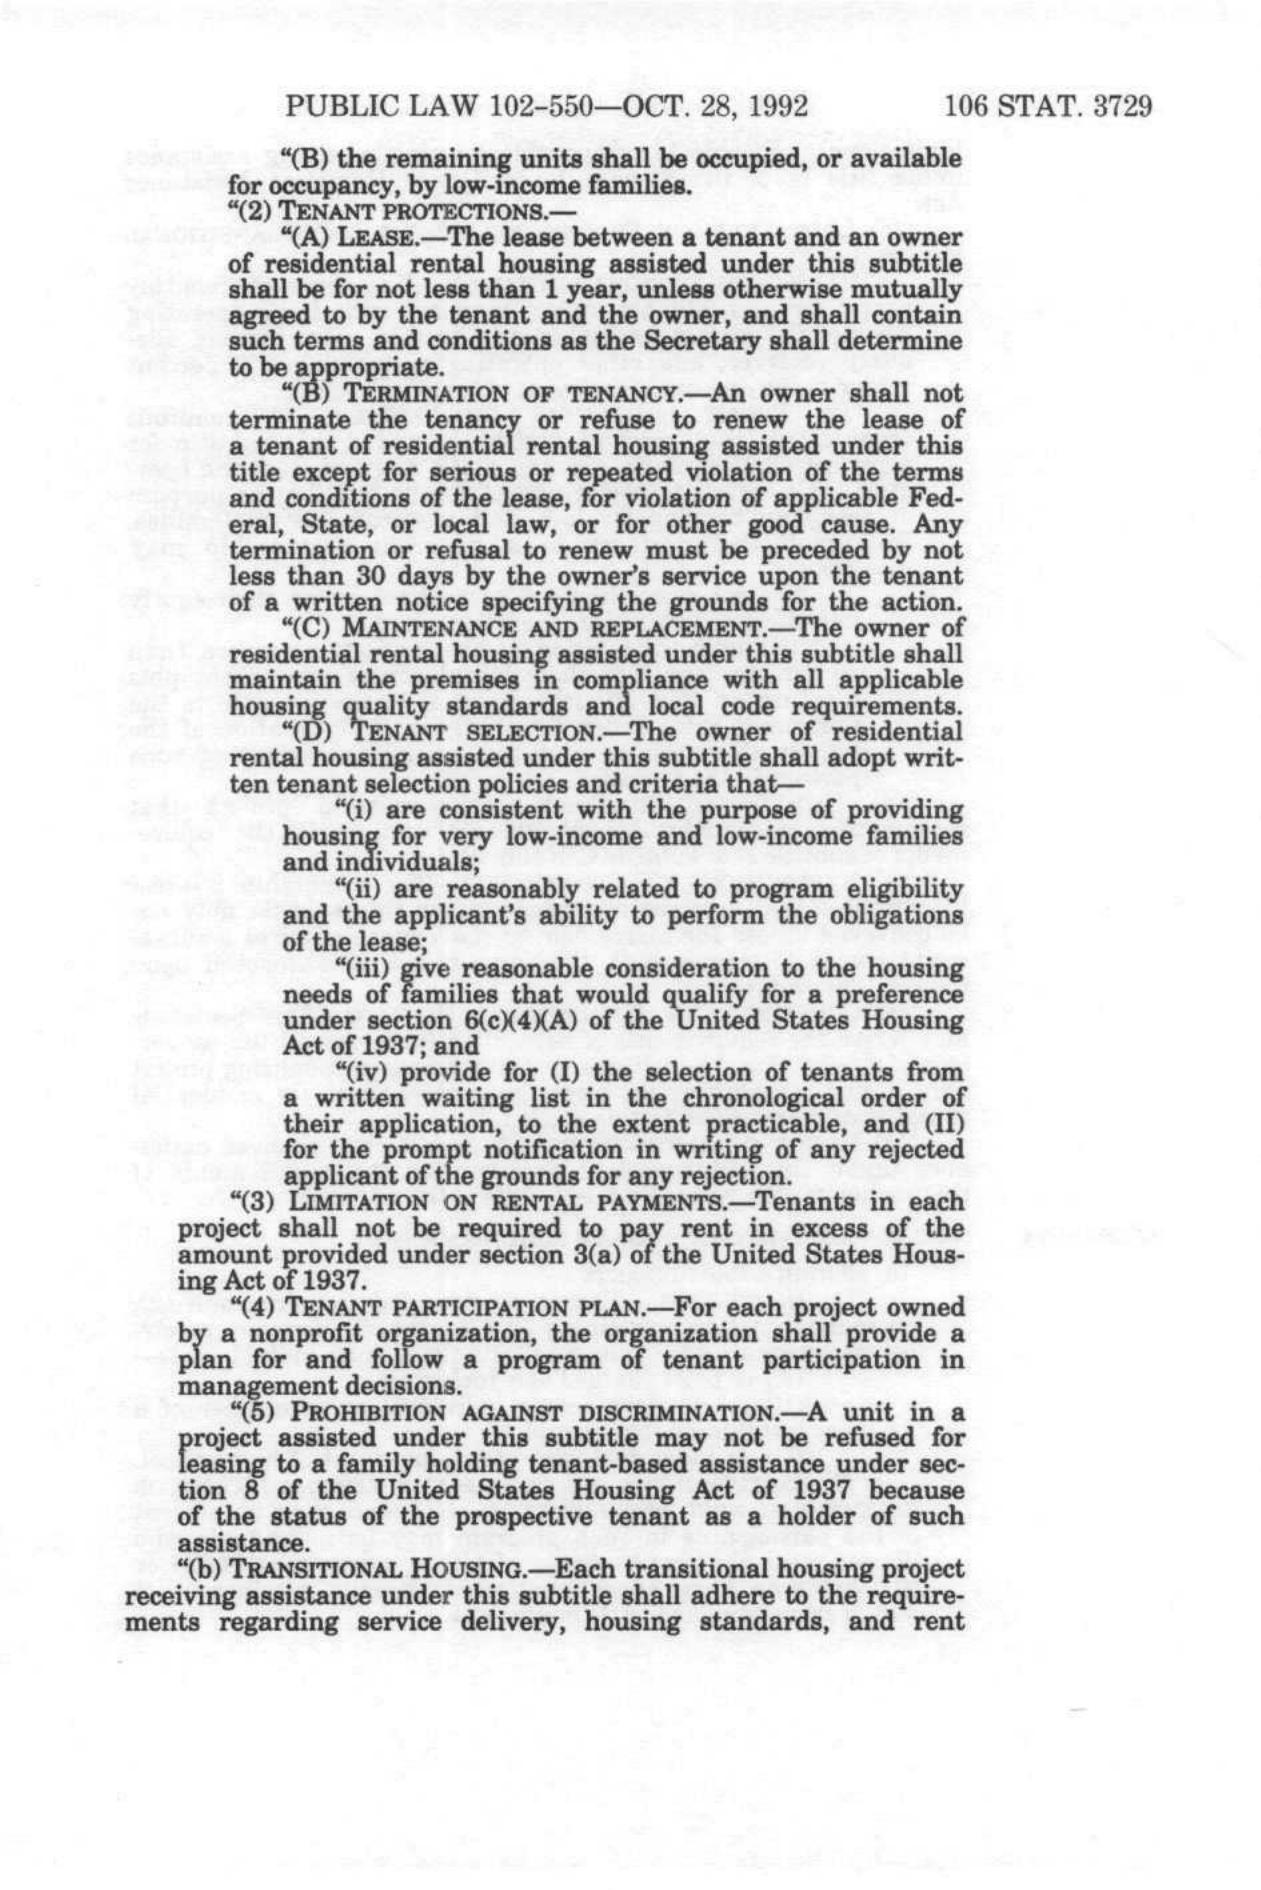 PUBLIC LAW 102–550—OCT. 28, 1992 106 STAT. 3729
“(B) the remaining units shall be occupied, or available
for occupancy, by low-income families.
“(2) TENANT PROTECTIONS.—
“(A) LEASE.—The lease between a tenant and an owner
of residential rental housing assisted under this subtitle
shall be for not less than 1 year, unless otherwise mutually
agreed to by the tenant and the owner, and shall contain
such terms and conditions as the Secretary shall determine
to be appropriate.
“(B) TERMINATION OF TENANCY.—An owner shall not
terminate the tenancy or refuse to renew the lease of
a tenant of residential rental housing assisted under this
title except for serious or repeated violation of the terms
and conditions of the lease, for violation of applicable Fed-
eral, State, or local law, or for other good cause. Any
termination or refusal to renew must be preceded by not
less than 30 days by the owner's service upon the tenant
of a written notice specifying the grounds for the action.
“(C) MAINTENANCE AND REPLACEMENT.—The owner of
residential rental housing assisted under this subtitle shall
maintain the premises in compliance with all applicable
housing quality standards and local code requirements.
“(D) TENANT SELECTION.—The owner of residential
rental housing assisted under this subtitle shall adopt writ-
ten tenant selection policies and criteria that—
“(i) are consistent with the purpose of providing
housing for very low-income and low-income families
and individuals;
“(ii) are reasonably related to program eligibility
and the applicant's ability to perform the obligations
of the lease;
“(iii) give reasonable consideration to the housing
needs of families that would qualify for a preference
under section 6(c)(4)(A) of the United States Housing
Act of 1937; and
“(iv) provide for (I) the selection of tenants from
a written waiting list in the chronological order of
their application, to the extent practicable, and (II)
for the prompt notification in writing of any rejected
applicant of the grounds for any rejection.
“(3) LIMITATION ON RENTAL PAYMENTS.—Tenants in each
project shall not be required to pay rent in excess of the
amount provided under section 3(a) of the United States Hous-
ing Act of 1937.
“(4) TENANT PARTICIPATION PLAN.—For each project owned
by a nonprofit organization, the organization shall provide a
plan for and follow a program of tenant participation in
management decisions.
“(5) PROHIBITION AGAINST DISCRIMINATION.—A unit in a
project assisted under this subtitle may not be refused for
leasing to a family holding tenant-based assistance under sec-
tion 8 of the United States Housing Act of 1937 because
of the status of the prospective tenant as a holder of such
assistance.
“(b) TRANSITIONAL HOUSING.—Each transitional housing project
receiving assistance under this subtitle shall adhere to the require-
ments regarding service delivery, housing standards, and rent